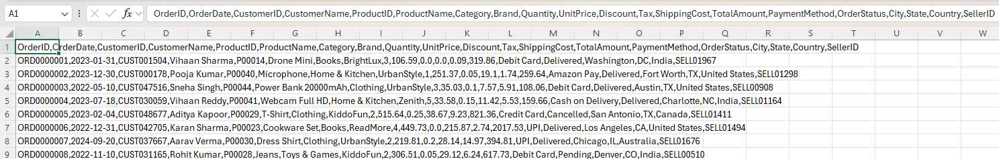 A1 fx OrderID,OrderDate,CustomerID,CustomerName,ProductID,ProductName,Category,Brand,Quantity,UnitPrice,Discount,Tax,ShippingCost,TotalAmount,PaymentMethod,OrderStatus,City,State,Country,SellerID
A B C D E F G H I J K L M N O P Q R S T U V W
1 OrderID,OrderDate,CustomerID,CustomerName,ProductID,ProductName,Category,Brand,Quantity,UnitPrice,Discount,Tax,ShippingCost,TotalAmount,PaymentMethod,OrderStatus,City,State,Country,SellerID
2 ORD0000001,2023-01-31,CUST001504,Vihaan Sharma,P00014,Drone Mini,Books,BrightLux,3,106.59,0.0,0.0,0.09,319.86,Debit Card,Delivered,Washington,DC,India,SELL01967
3 ORD0000002,2023-12-30,CUST000178,Pooja Kumar,P00040,Microphone,Home & Kitchen,UrbanStyle,1,251.37,0.05,19.1,1.74,259.64,Amazon Pay,Delivered,Fort Worth,TX,United States,SELL01298
4 ORD0000003,2022-05-10,CUST047516,Sneha Singh,P00044,Power Bank 20000mAh,Clothing,UrbanStyle,3,35.03,0.1,7.57,5.91,108.06,Debit Card,Delivered,Austin,TX,United States,SELL00908
5 ORD0000004,2023-07-18,CUST030059,Vihaan Reddy,P00041,Webcam Full HD,Home & Kitchen,Zenith,5,33.58,0.15,11.42,5.53,159.66,Cash on Delivery,Delivered,Charlotte,NC,India,SELL01164
6 ORD0000005,2023-02-04,CUST048677,Aditya Kapoor,P00029,T-Shirt,Clothing,KiddoFun,2,515.64,0.25,38.67,9.23,821.36,Credit Card,Cancelled,San Antonio,TX,Canada,SELL01411
7 ORD0000006,2022-12-31,CUST042705,Karan Sharma,P00023,Cookware Set,Books,ReadMore,4,449.73,0.0,215.87,2.74,2017.53,UPI,Delivered,Los Angeles,CA,United States,SELL01494
8 ORD0000007,2024-09-20,CUST037667,Aarav Verma,P00030,Dress Shirt,Clothing,UrbanStyle,2,219.81,0.2,28.14,14.97,394.81,UPI,Delivered,Chicago,IL,Australia,SELL01676
9 ORD0000008,2022-11-10,CUST031165,Rohit Kumar,P00028,Jeans,Toys & Games,KiddoFun,2,306.51,0.05,29.12,6.24,617.73,Debit Card,Pending,Denver,CO,India,SELL00510